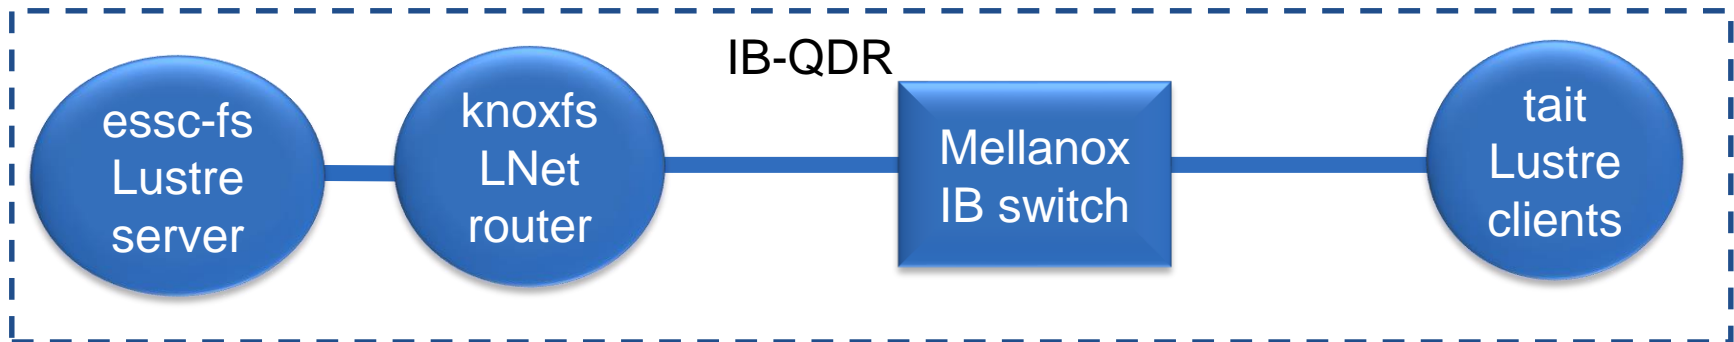 IB-QDR
essc-fs
Lustre
server
knoxfs
LNet
router
Mellanox
IB switch
tait
Lustre
clients